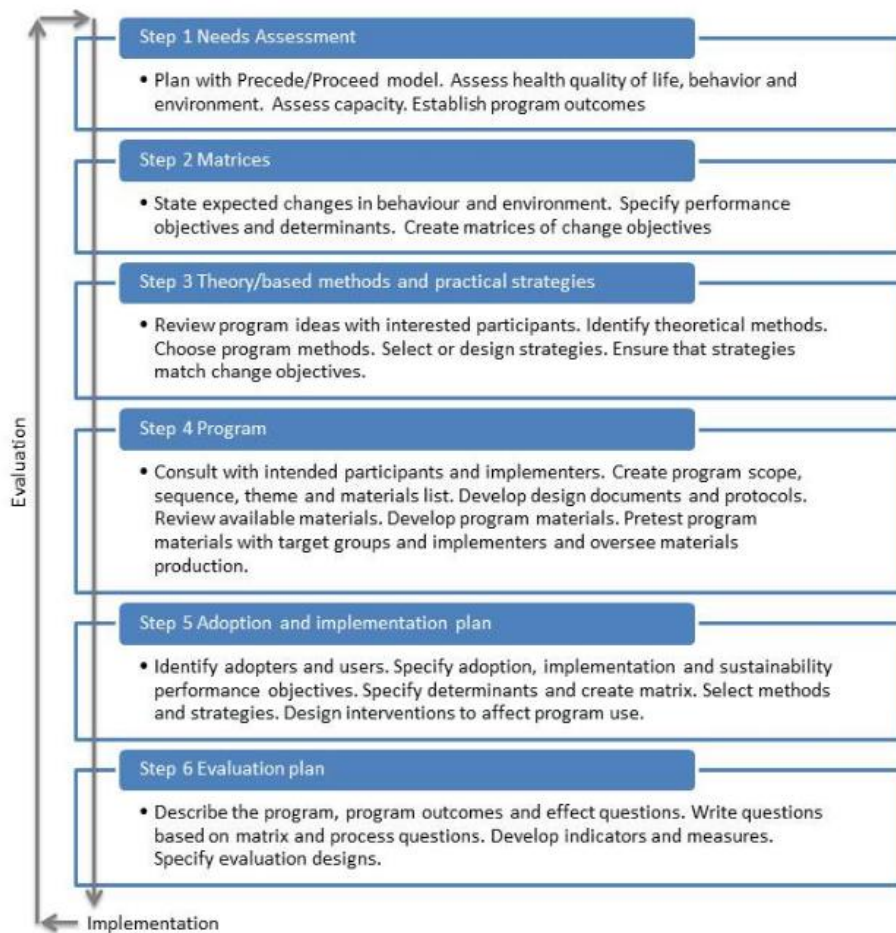 Step 1 Needs Assessment
• Plan with Precede/Proceed model. Assess health quality of life, behavior and
environment. Assess capacity. Establish program outcomes
Step 2 Matrices
• State expected changes in behaviour and environment. Specify performance
objectives and determinants. Create matrices of change objectives
Step 3 Theory/based methods and practical strategies
• Review program ideas with interested participants. Identify theoretical methods.
Choose program methods. Select or design strategies. Ensure that strategies
match change objectives.
Step 4 Program
• Consult with intended participants and implementers. Create program scope,
sequence, theme and materials list. Develop design documents and protocols.
Review available materials. Develop program materials. Pretest program
materials with target groups and implementers and oversee materials
production.
Step 5 Adoption and implementation plan
• Identify adopters and users. Specify adoption, implementation and sustainability
performance objectives. Specify determinants and create matrix. Select methods
and strategies. Design interventions to affect program use.
Step 6 Evaluation plan
• Describe the program, program outcomes and effect questions. Write questions
based on matrix and process questions. Develop indicators and measures.
Specify evaluation designs.
Evaluation
Implementation